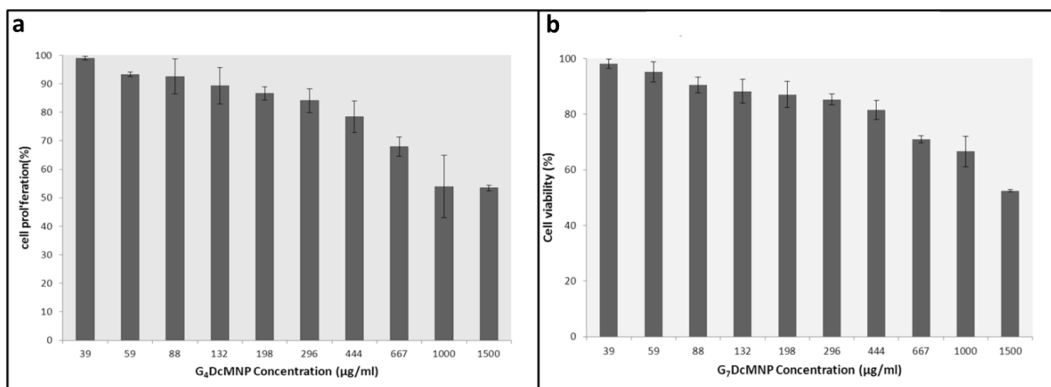 a
100
90
80
70
60
50
40
30
20
10
0
cell prol'feration(%)
39 59 88 132 198 296 444 667 1000 1500
G₄DcMNP Concentration (µg/ml)
b
100
80
60
40
20
0
Cell viability (%)
39 59 88 132 198 296 444 667 1000 1500
G₇DcMNP Concentration (µg/ml)